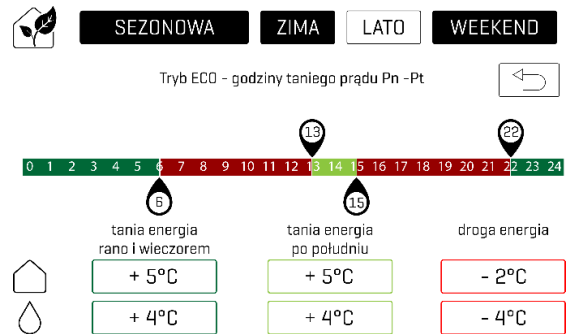 SEZONOWA ZIMA LATO WEEKEND
Tryb ECO - godziny taniego prądu Pn -Pt
13 22
0 1 2 3 4 5 6 7 8 9 10 11 12 13 14 15 16 17 18 19 20 21 22 23 24
6 15
tania energia rano i wieczorem
tania energia po południu
droga energia
+ 5°C + 5°C - 2°C
+ 4°C + 4°C - 4°C